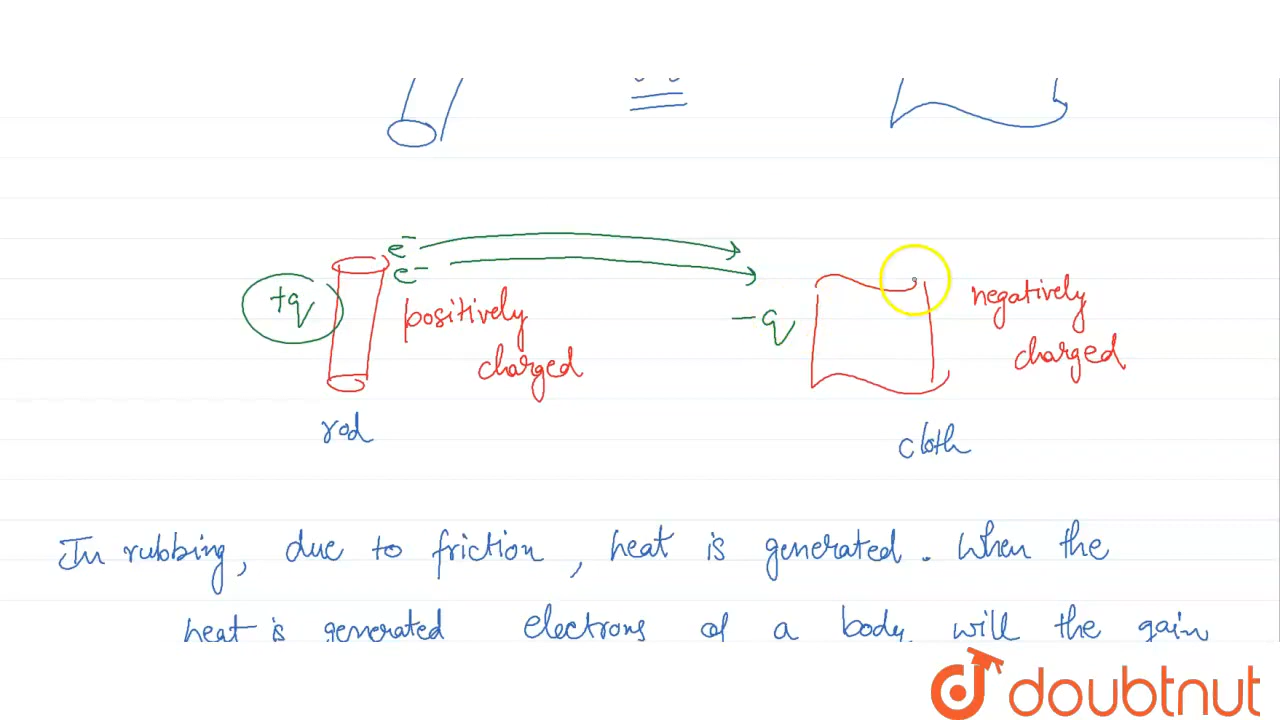 e⁻
e⁻
+q
positively
charged
-q
negatively
charged
rod
cloth
In rubbing, due to friction, heat is generated. When the
heat is generated electrons of a body will the gain
doubtnut